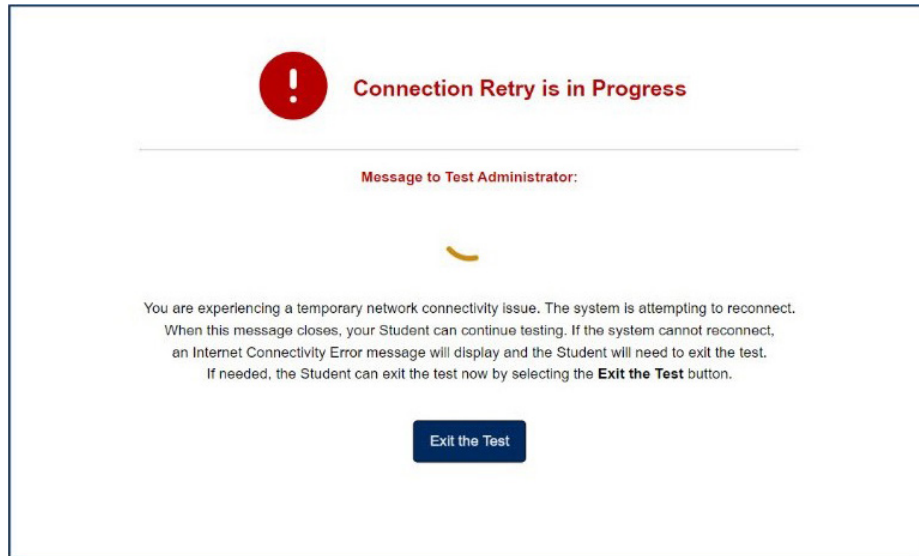 Connection Retry is in Progress
Message to Test Administrator:
You are experiencing a temporary network connectivity issue. The system is attempting to reconnect.
When this message closes, your Student can continue testing. If the system cannot reconnect,
an Internet Connectivity Error message will display and the Student will need to exit the test.
If needed, the Student can exit the test now by selecting the Exit the Test button.
Exit the Test